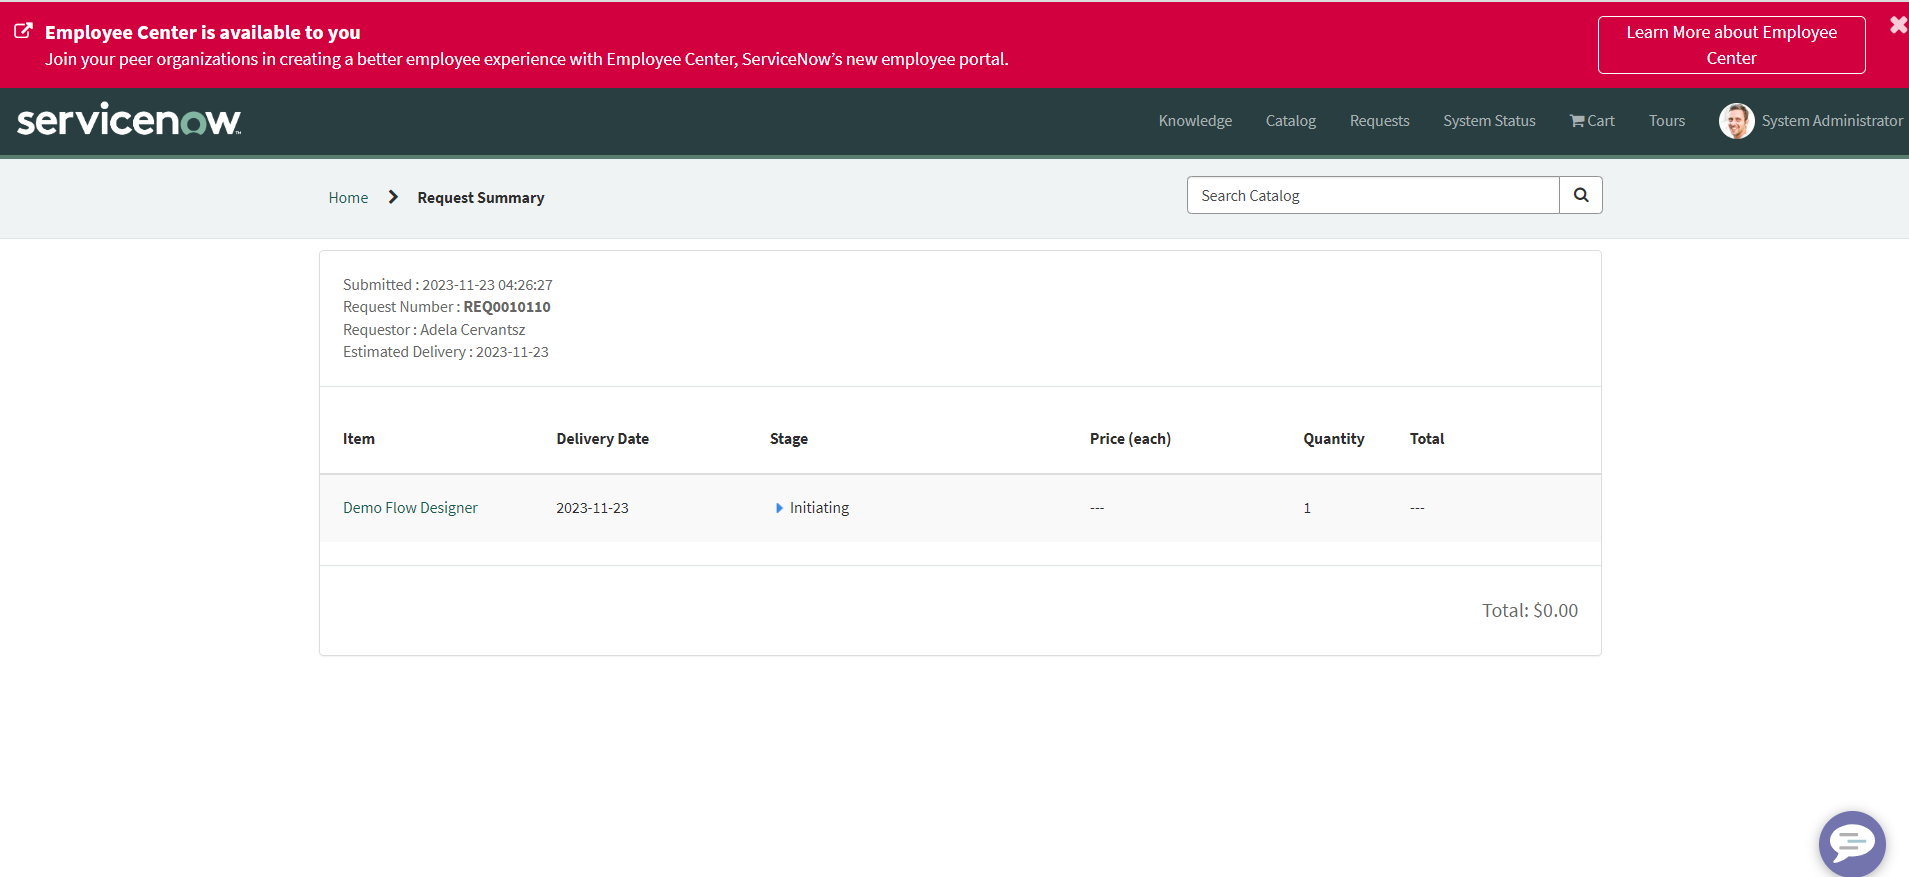 Employee Center is available to you
Join your peer organizations in creating a better employee experience with Employee Center, ServiceNow’s new employee portal.
Learn More about Employee
Center
servicenow™
Knowledge Catalog Requests System Status Cart Tours System Administrator
Home Request Summary
Search Catalog
Submitted : 2023-11-23 04:26:27
Request Number : REQ0010110
Requestor : Adela Cervantsz
Estimated Delivery : 2023-11-23
Item Delivery Date Stage Price (each) Quantity Total
Demo Flow Designer 2023-11-23 Initiating --- 1 ---
Total: $0.00